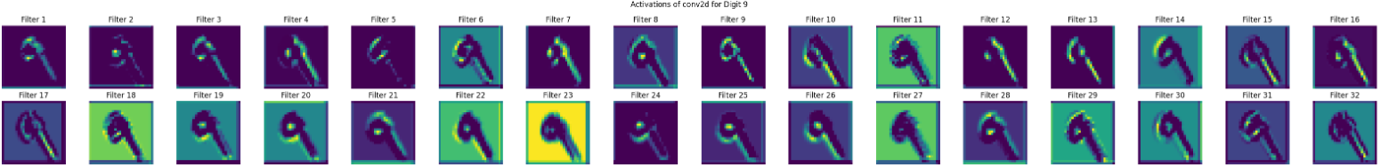 Activations of conv2d for Digit 9
Filter 1 Filter 2 Filter 3 Filter 4 Filter 5 Filter 6 Filter 7 Filter 8 Filter 9 Filter 10 Filter 11 Filter 12 Filter 13 Filter 14 Filter 15 Filter 16
Filter 17 Filter 18 Filter 19 Filter 20 Filter 21 Filter 22 Filter 23 Filter 24 Filter 25 Filter 26 Filter 27 Filter 28 Filter 29 Filter 30 Filter 31 Filter 32